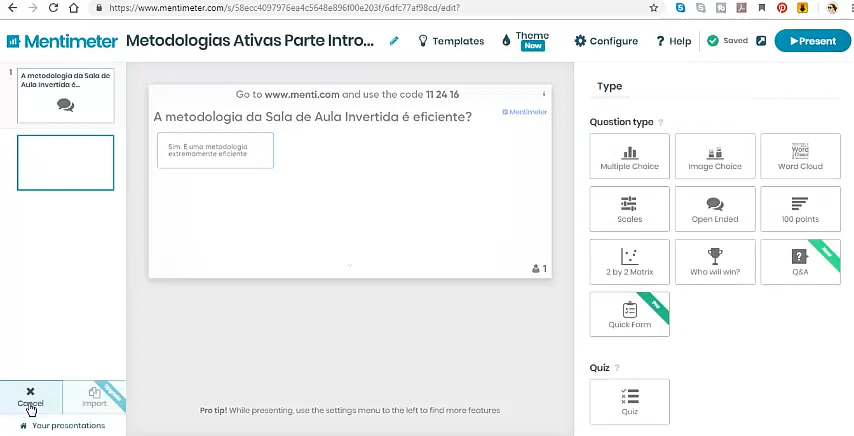 https://www.mentimeter.com/s/58ecc4097976ea4c5648e896f00e203f/6dfc77af98cd/edit?
Mentimeter
Metodologias Ativas Parte Intro...
Templates
Theme
New
Configure
Help
Saved
Present
1
A metodologia da Sala de
Aula Invertida é...
Cancel
Import
Upgrade
Your presentations
Go to www.menti.com and use the code 11 24 16
A metodologia da Sala de Aula Invertida é eficiente?
Mentimeter
Sim. É uma metodologia
extremamente eficiente
1
Pro tip! While presenting, use the settings menu to the left to find more features
Type
Question type ?
Multiple Choice
Image Choice
Word Cloud
Scales
Open Ended
100 points
2 by 2 Matrix
Who will win?
Q&A
New
Quick Form
Pro
Quiz ?
Quiz